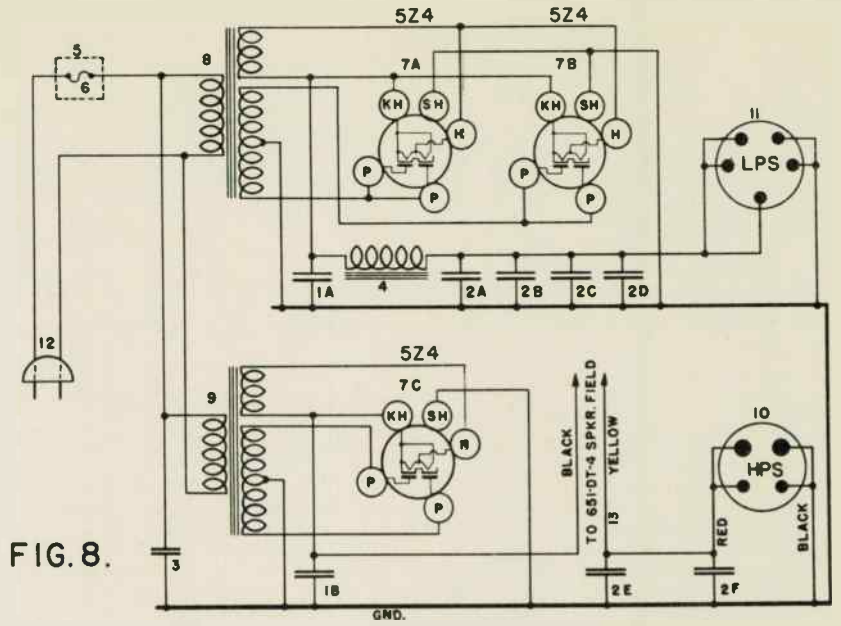 5Z4 5Z4
5
6
8
7A 7B
KH SH H P P
KH SH H P P
11
LPS
1A
4
2A 2B 2C 2D
12
5Z4
9
7C
KH SH H P P
BLACK
TO 651-DT-4 SPKR. FIELD
13
YELLOW
10
HPS
RED
BLACK
FIG. 8.
3
1B
2E
2F
GND.